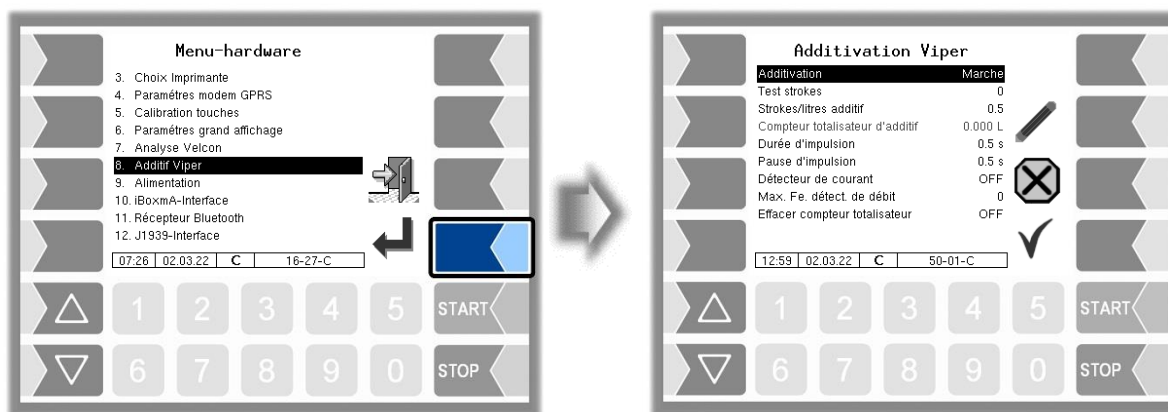 Menu-hardware
3. Choix Imprimante
4. Paramétres modem GPRS
5. Calibration touches
6. Paramétres grand affichage
7. Analyse Velcon
8. Additif Viper
9. Alimentation
10. iBoxmA-Interface
11. Récepteur Bluetooth
12. J1939-Interface
07:26 02.03.22 C 16-27-C
1 2 3 4 5 START
6 7 8 9 0 STOP
Additivation Viper
Additivation Marche
Test strokes 0
Strokes/litres additif 0.5
Compteur totalisateur d'additif 0.000 L
Durée d'impulsion 0.5 s
Pause d'impulsion 0.5 s
Détecteur de courant OFF
Max. Fe. détect. de débit 0
Effacer compteur totalisateur OFF
12:59 02.03.22 C 50-01-C
1 2 3 4 5 START
6 7 8 9 0 STOP